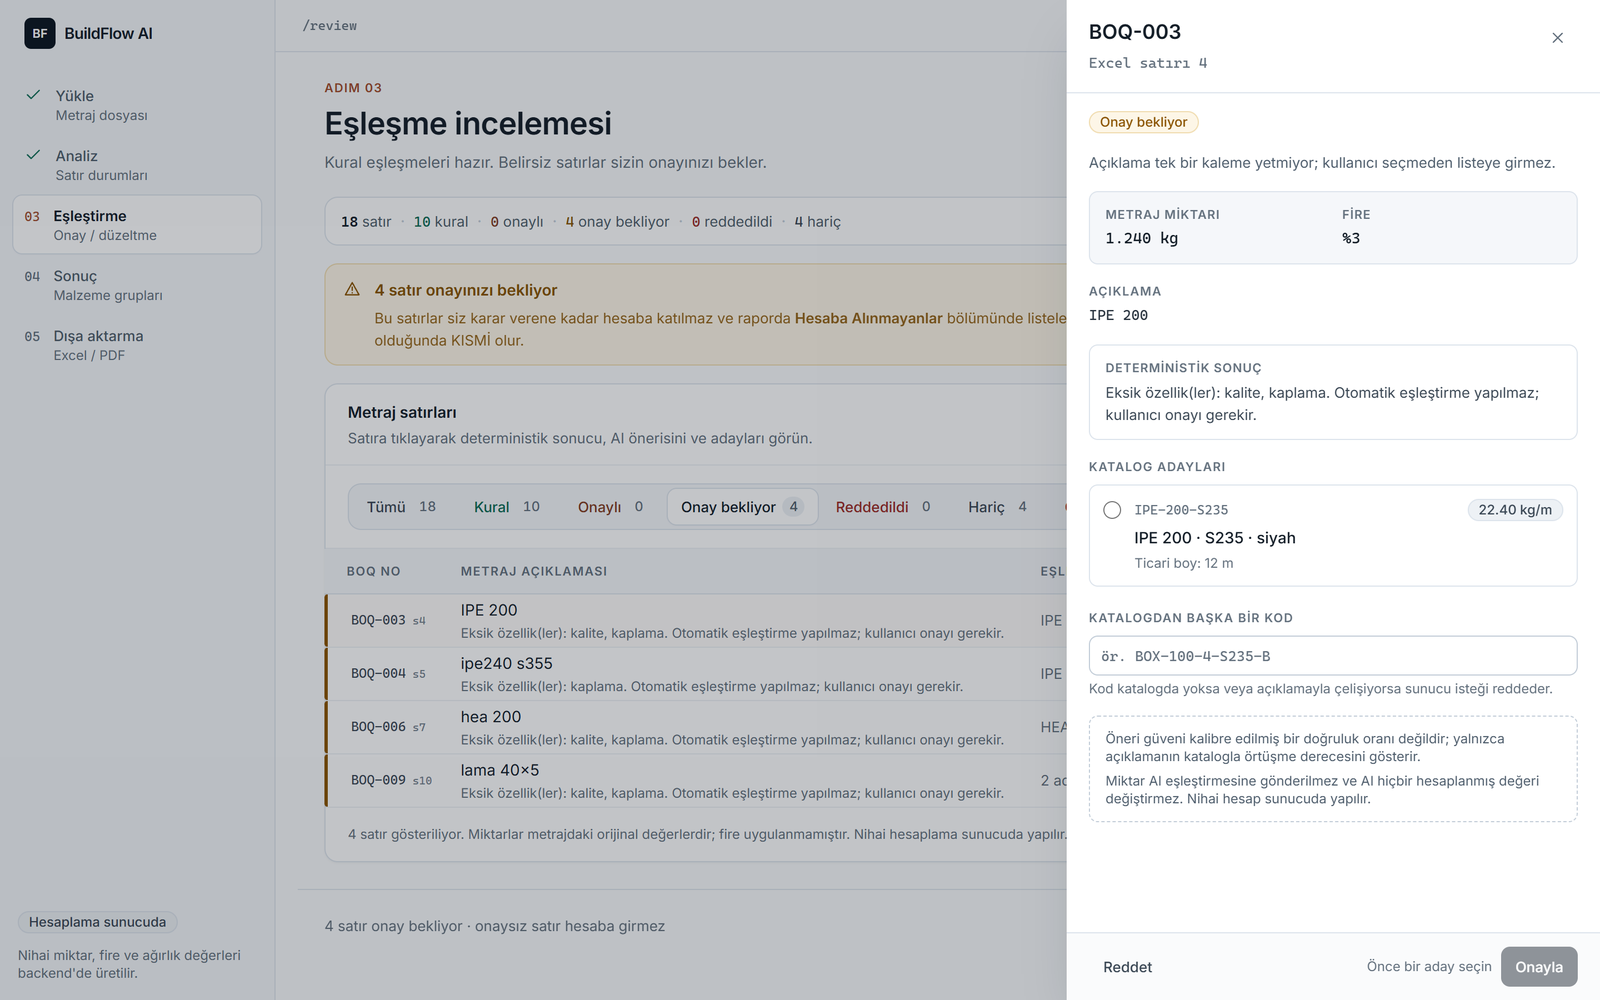 BF
BuildFlow AI
Yükle
Metraj dosyası
Analiz
Satır durumları
03
Eşleştirme
Onay / düzeltme
04
Sonuç
Malzeme grupları
05
Dışa aktarma
Excel / PDF
Hesaplama sunucuda
Nihai miktar, fire ve ağırlık değerleri
backend'de üretilir.
/review
ADIM 03
Eşleşme incelemesi
Kural eşleşmeleri hazır. Belirsiz satırlar sizin onayınızı bekler.
18 satır · 10 kural · 0 onaylı · 4 onay bekliyor · 0 reddedildi · 4 hariç
4 satır onayınızı bekliyor
Bu satırlar siz karar verene kadar hesaba katılmaz ve raporda Hesaba Alınmayanlar bölümünde listele
olduğunda KISMİ olur.
Metraj satırları
Satıra tıklayarak deterministik sonucu, AI önerisini ve adayları görün.
Tümü 18 Kural 10 Onaylı 0 Onay bekliyor 4 Reddedildi 0 Hariç 4
BOQ NO METRAJ AÇIKLAMASI EŞL
BOQ-003 s4 IPE 200 IPE
Eksik özellik(ler): kalite, kaplama. Otomatik eşleştirme yapılmaz; kullanıcı onayı gerekir.
BOQ-004 s5 ipe240 s355 IPE
Eksik özellik(ler): kaplama. Otomatik eşleştirme yapılmaz; kullanıcı onayı gerekir.
BOQ-006 s7 hea 200 HEA
Eksik özellik(ler): kalite, kaplama. Otomatik eşleştirme yapılmaz; kullanıcı onayı gerekir.
BOQ-009 s10 lama 40×5 2 ad
Eksik özellik(ler): kalite, kaplama. Otomatik eşleştirme yapılmaz; kullanıcı onayı gerekir.
4 satır gösteriliyor. Miktarlar metrajdaki orijinal değerlerdir; fire uygulanmamıştır. Nihai hesaplama sunucuda yapılır.
4 satır onay bekliyor · onaysız satır hesaba girmez
BOQ-003
Excel satırı 4
Onay bekliyor
Açıklama tek bir kaleme yetmiyor; kullanıcı seçmeden listeye girmez.
METRAJ MİKTARI FİRE
1.240 kg %3
AÇIKLAMA
IPE 200
DETERMİNİSTİK SONUÇ
Eksik özellik(ler): kalite, kaplama. Otomatik eşleştirme yapılmaz;
kullanıcı onayı gerekir.
KATALOG ADAYLARI
IPE-200-S235 22.40 kg/m
IPE 200 · S235 · siyah
Ticari boy: 12 m
KATALOGDAN BAŞKA BİR KOD
ör. BOX-100-4-S235-B
Kod katalogda yoksa veya açıklamayla çelişiyorsa sunucu isteği reddeder.
Öneri güveni kalibre edilmiş bir doğruluk oranı değildir; yalnızca
açıklamanın katalogla örtüşme derecesini gösterir.
Miktar AI eşleştirmesine gönderilmez ve AI hiçbir hesaplanmış değeri
değiştirmez. Nihai hesap sunucuda yapılır.
Reddet Önce bir aday seçin Onayla